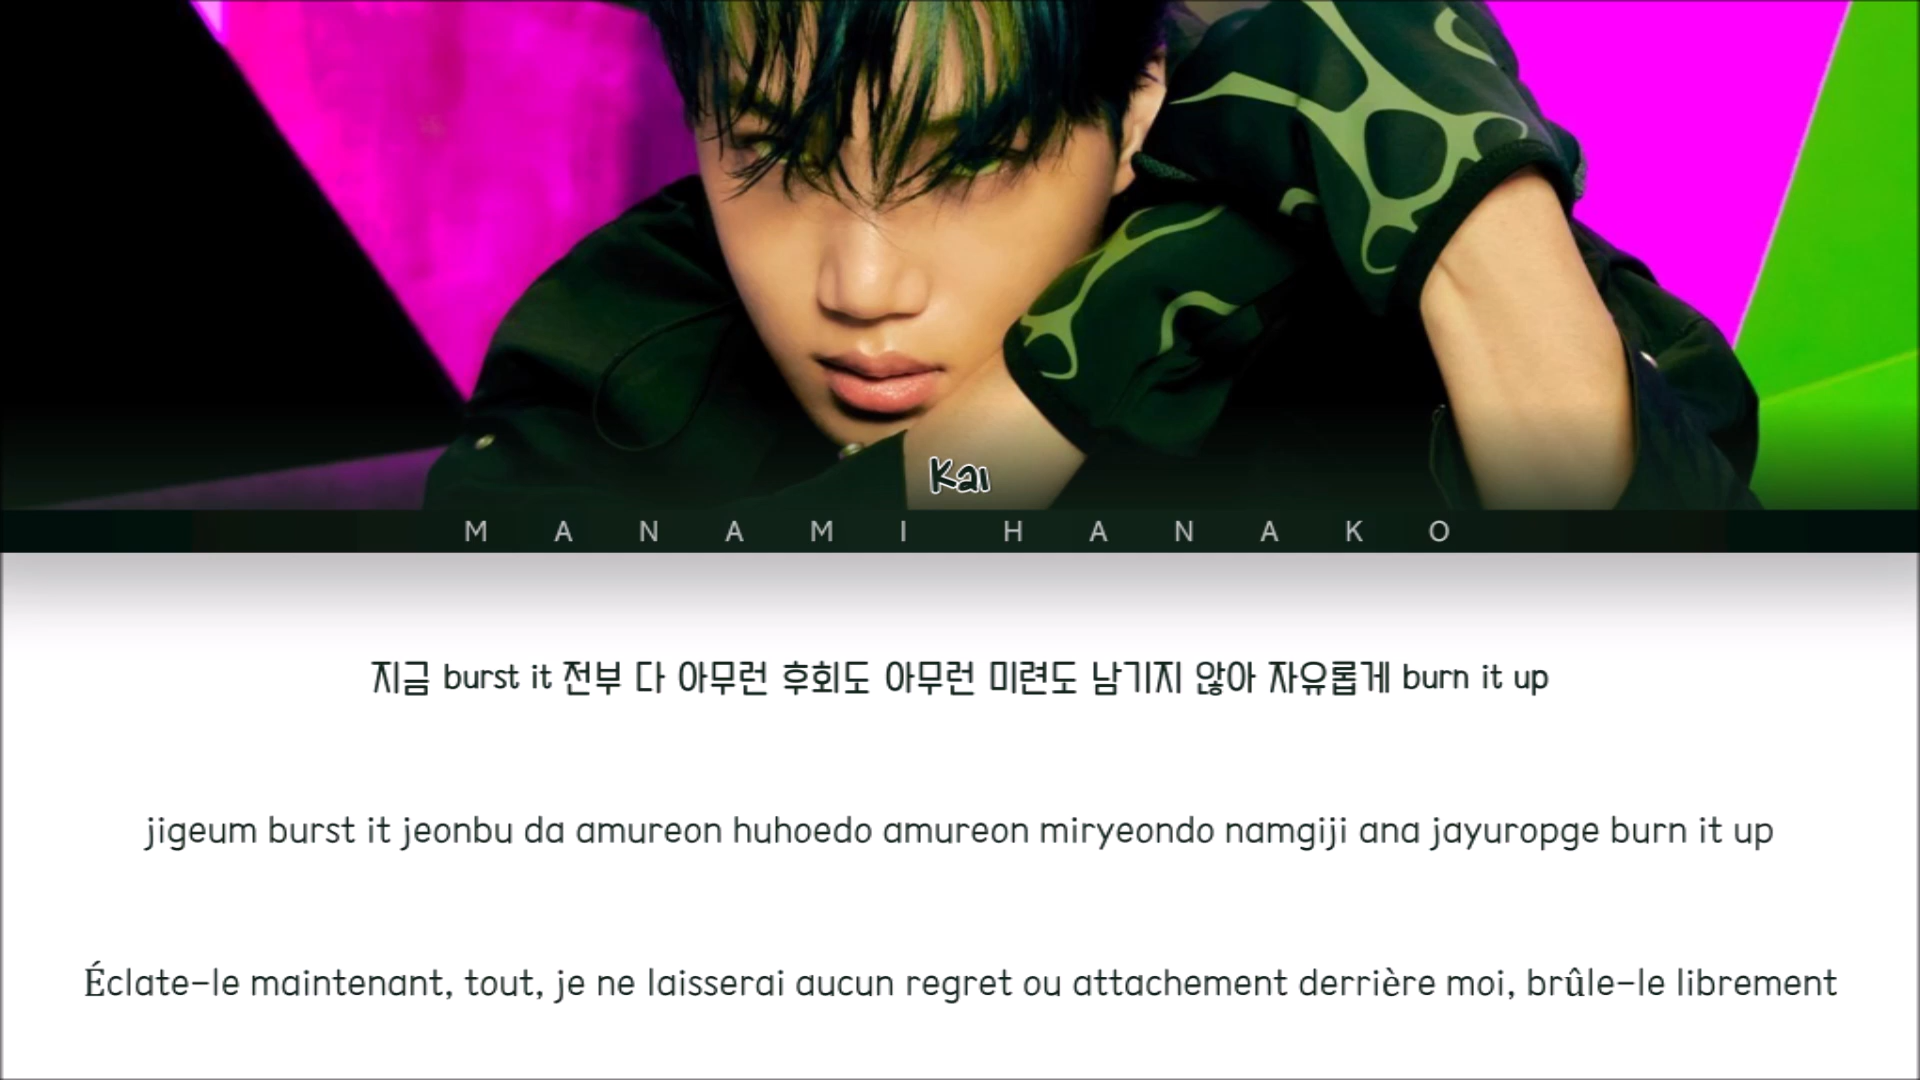 Kai
MANAMI HANAKO
지금 burst it 전부 다 아무런 후회도 아무런 미련도 남기지 않아 자유롭게 burn it up
jigeum burst it jeonbu da amureon huhoedo amureon miryeondo namgiji ana jayuropge burn it up
Éclate-le maintenant, tout, je ne laisserai aucun regret ou attachement derrière moi, brûle-le librement